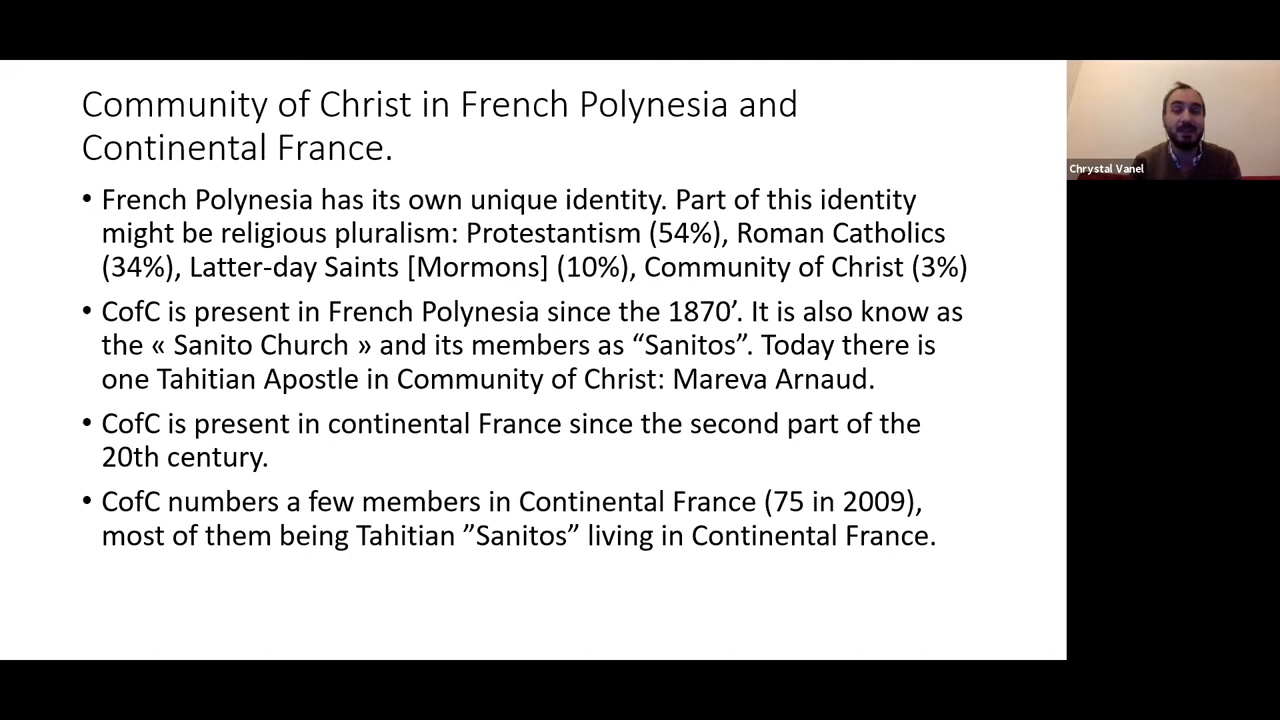 Community of Christ in French Polynesia and
Continental France.
• French Polynesia has its own unique identity. Part of this identity
might be religious pluralism: Protestantism (54%), Roman Catholics
(34%), Latter-day Saints [Mormons] (10%), Community of Christ (3%)
• CofC is present in French Polynesia since the 1870’. It is also know as
the « Sanito Church » and its members as “Sanitos”. Today there is
one Tahitian Apostle in Community of Christ: Mareva Arnaud.
• CofC is present in continental France since the second part of the
20th century.
• CofC numbers a few members in Continental France (75 in 2009),
most of them being Tahitian ”Sanitos” living in Continental France.
Chrystal Vanel